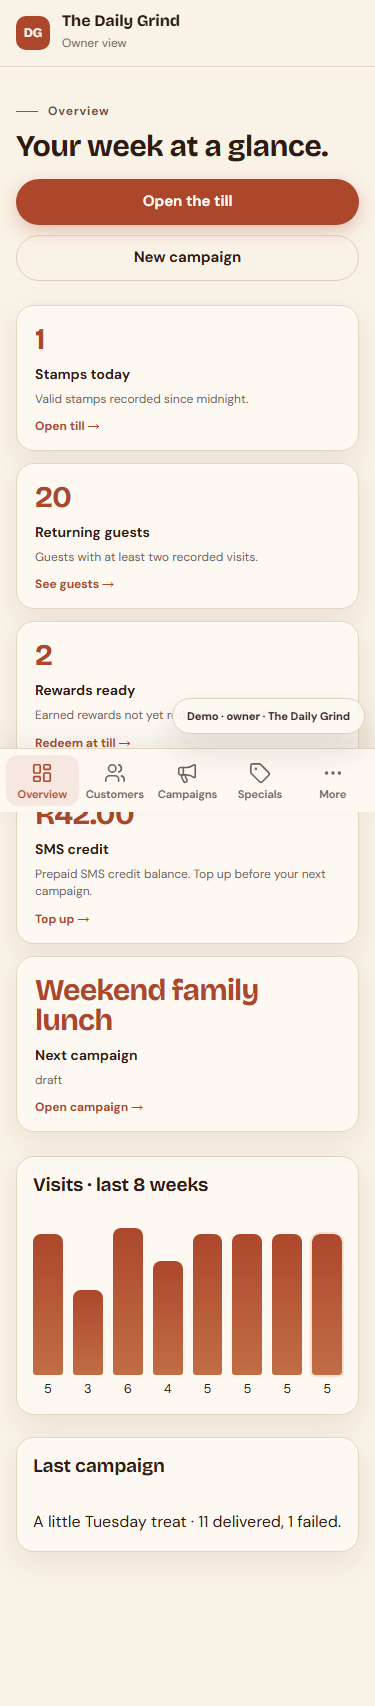 DG
The Daily Grind
Owner view
Overview
Your week at a glance.
Open the till
New campaign
1
Stamps today
Valid stamps recorded since midnight.
Open till →
20
Returning guests
Guests with at least two recorded visits.
See guests →
2
Rewards ready
Earned rewards not yet
Demo · owner · The Daily Grind
Redeem at till →
Overview
Customers
Campaigns
Specials
More
R42.00
SMS credit
Prepaid SMS credit balance. Top up before your next
campaign.
Top up →
Weekend family
lunch
Next campaign
draft
Open campaign →
Visits · last 8 weeks
5 3 6 4 5 5 5 5
Last campaign
A little Tuesday treat · 11 delivered, 1 failed.